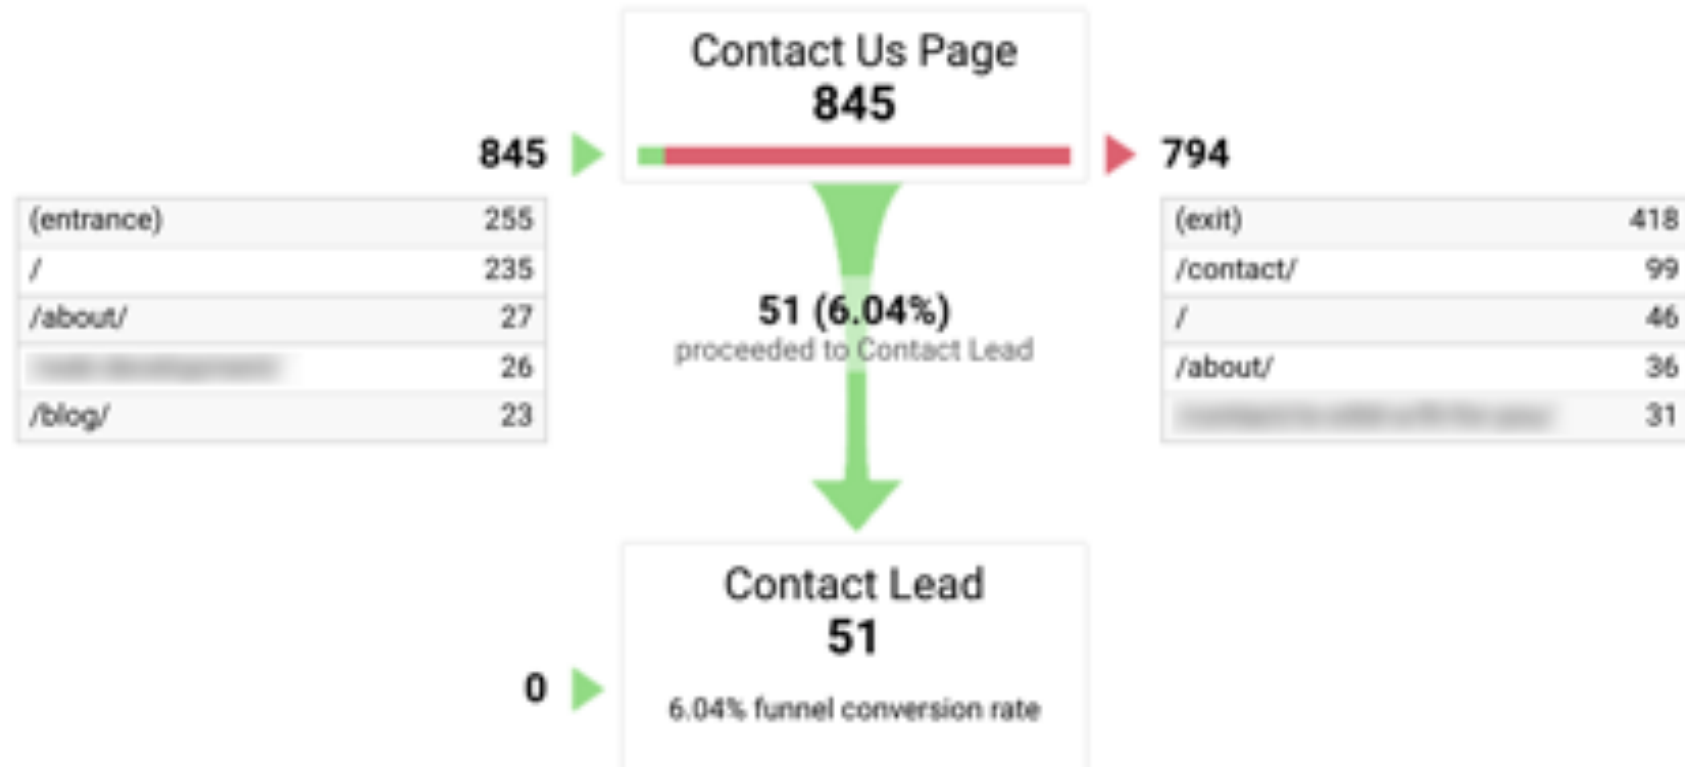 Contact Us Page
845
845
794
(entrance) 255
/ 235
/about/ 27
26
/blog/ 23
(exit) 418
/contact/ 99
/ 46
/about/ 36
31
51 (6.04%)
proceeded to Contact Lead
Contact Lead
51
0
6.04% funnel conversion rate